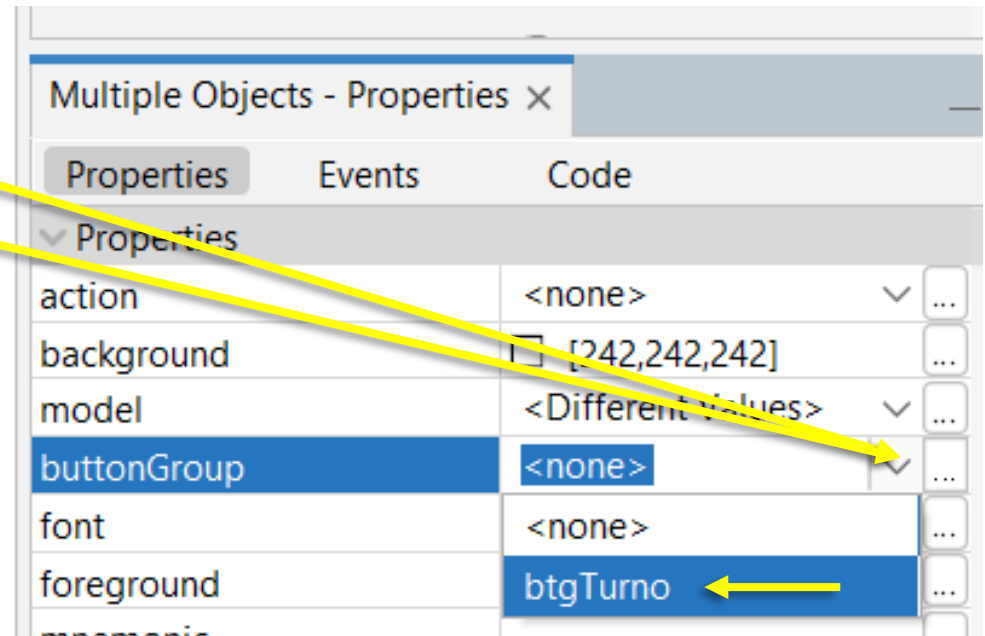 Multiple Objects - Properties
Properties Events Code
Properties
action <none> ...
background [242,242,242] ...
model <Different Values> ...
buttonGroup <none> ...
font <none> ...
foreground btgTurno ...
mnemonic